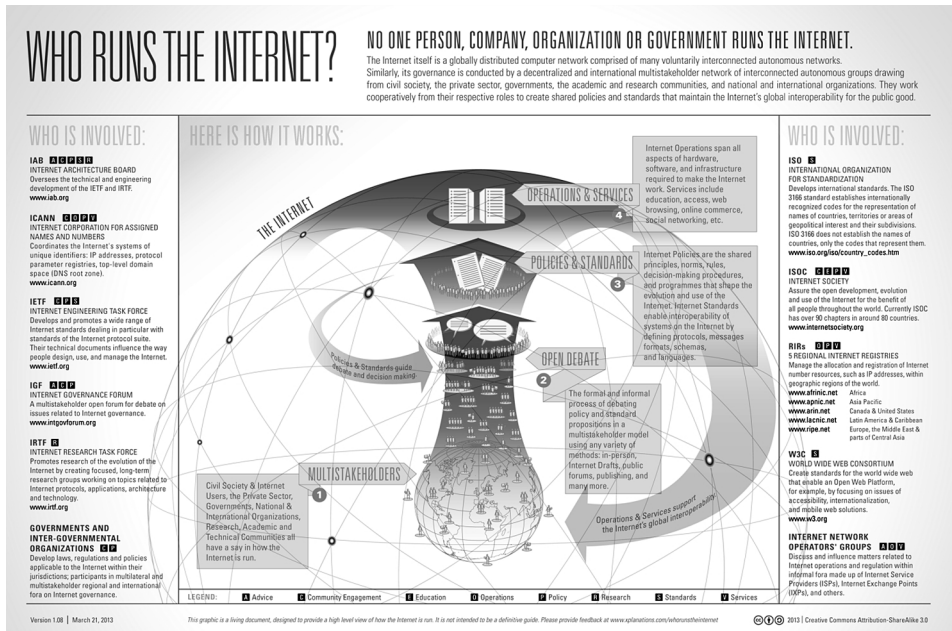 WHO RUNS THE INTERNET?
NO ONE PERSON, COMPANY, ORGANIZATION OR GOVERNMENT RUNS THE INTERNET.
The Internet itself is a globally distributed computer network comprised of many voluntarily interconnected autonomous networks.
Similarly, its governance is conducted by a decentralized and international multistakeholder network of interconnected autonomous groups drawing
from civil society, the private sector, governments, the academic and research communities, and national and international organizations. They work
cooperatively from their respective roles to create shared policies and standards that maintain the Internet's global interoperability for the public good.
WHO IS INVOLVED:
IAB A C P S R
INTERNET ARCHITECTURE BOARD
Oversees the technical and engineering
development of the IETF and IRTF.
www.iab.org
ICANN C O P V
INTERNET CORPORATION FOR ASSIGNED
NAMES AND NUMBERS
Coordinates the Internet's systems of
unique identifiers: IP addresses, protocol
parameter registries, top-level domain
space (DNS root zone).
www.icann.org
IETF C P S
INTERNET ENGINEERING TASK FORCE
Develops and promotes a wide range of
Internet standards dealing in particular with
standards of the Internet protocol suite.
Their technical documents influence the way
people design, use, and manage the Internet.
www.ietf.org
IGF A C P
INTERNET GOVERNANCE FORUM
A multistakeholder open forum for debate on
issues related to Internet governance.
www.intgovforum.org
IRTF R
INTERNET RESEARCH TASK FORCE
Promotes research of the evolution of the
Internet by creating focused, long-term
research groups working on topics related to
Internet protocols, applications, architecture
and technology.
www.irtf.org
GOVERNMENTS AND
INTER-GOVERNMENTAL
ORGANIZATIONS C P
Develop laws, regulations and policies
applicable to the Internet within their
jurisdictions; participants in multilateral and
multistakeholder regional and international
fora on Internet governance.
HERE IS HOW IT WORKS:
THE INTERNET
OPERATIONS & SERVICES
4
Internet Operations span all
aspects of hardware,
software, and infrastructure
required to make the Internet
work. Services include
education, access, web
browsing, online commerce,
social networking, etc.
POLICIES & STANDARDS
3
Internet Policies are the shared
principles, norms, rules,
decision-making procedures,
and programmes that shape the
evolution and use of the
Internet. Internet Standards
enable interoperability of
systems on the Internet by
defining protocols, messages
formats, schemas,
and languages.
Policies & Standards guide
debate and decision making.
OPEN DEBATE
2
The formal and informal
process of debating
policy and standard
propositions in a
multistakeholder model
using any variety of
methods: in-person,
Internet Drafts, public
forums, publishing, and
many more.
MULTISTAKEHOLDERS
1
Civil Society & Internet
Users, the Private Sector,
Governments, National &
International Organizations,
Research, Academic and
Technical Communities all
have a say in how the
Internet is run.
Operations & Services support
the Internet's global interoperability.
LEGEND: A Advice C Community Engagement E Education O Operations P Policy R Research S Standards V Services
WHO IS INVOLVED:
ISO S
INTERNATIONAL ORGANIZATION
FOR STANDARDIZATION
Develops international standards. The ISO
3166 standard establishes internationally
recognized codes for the representation of
names of countries, territories or areas of
geopolitical interest and their subdivisions.
ISO 3166 does not establish the names of
countries, only the codes that represent them.
www.iso.org/iso/country_codes.htm
ISOC C E P V
INTERNET SOCIETY
Assure the open development, evolution
and use of the Internet for the benefit of
all people throughout the world. Currently ISOC
has over 90 chapters in around 80 countries.
www.internetsociety.org
RIRs O P V
5 REGIONAL INTERNET REGISTRIES
Manage the allocation and registration of Internet
number resources, such as IP addresses, within
geographic regions of the world.
www.afrinic.net Africa
www.apnic.net Asia Pacific
www.arin.net Canada & United States
www.lacnic.net Latin America & Caribbean
www.ripe.net Europe, the Middle East &
parts of Central Asia
W3C S
WORLD WIDE WEB CONSORTIUM
Create standards for the world wide web
that enable an Open Web Platform,
for example, by focusing on issues of
accessibility, internationalization,
and mobile web solutions.
www.w3.org
INTERNET NETWORK
OPERATORS' GROUPS A O V
Discuss and influence matters related to
Internet operations and regulation within
informal fora made up of Internet Service
Providers (ISPs), Internet Exchange Points
(IXPs), and others.
Version 1.08 | March 21, 2013
This graphic is a living document, designed to provide a high level view of how the Internet is run. It is not intended to be a definitive guide. Please provide feedback at www.xplanations.com/whorunstheinternet
2013 | Creative Commons Attribution-ShareAlike 3.0